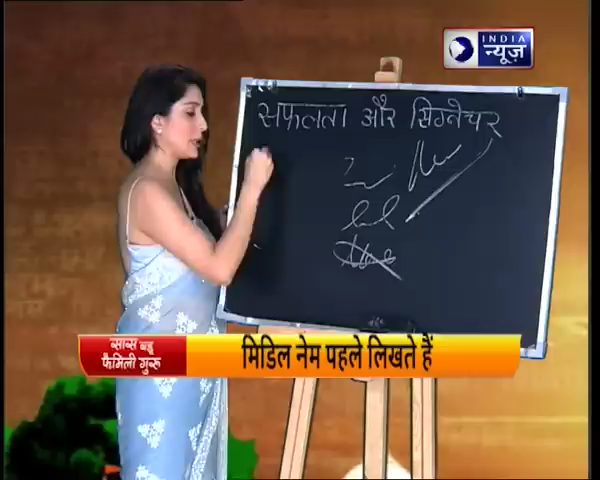 INDIA
न्यूज़
सफलता और सिग्नेचर
सास बहू
फैमिली गुरू
मिडिल नेम पहले लिखते हैं